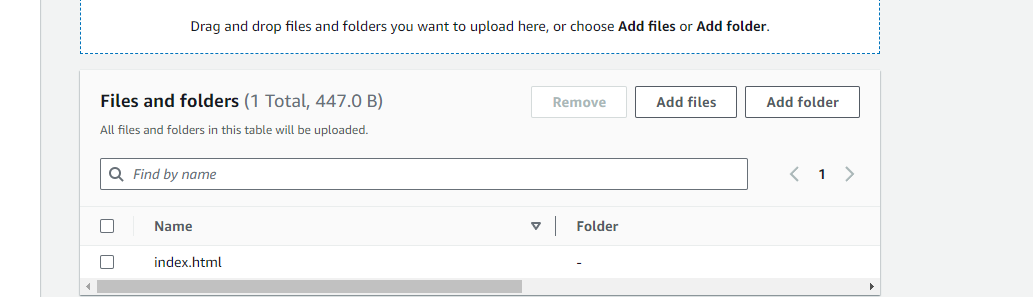 Drag and drop files and folders you want to upload here, or choose Add files or Add folder.
Files and folders (1 Total, 447.0 B)
Remove
Add files
Add folder
All files and folders in this table will be uploaded.
Find by name
1
Name
Folder
index.html
-